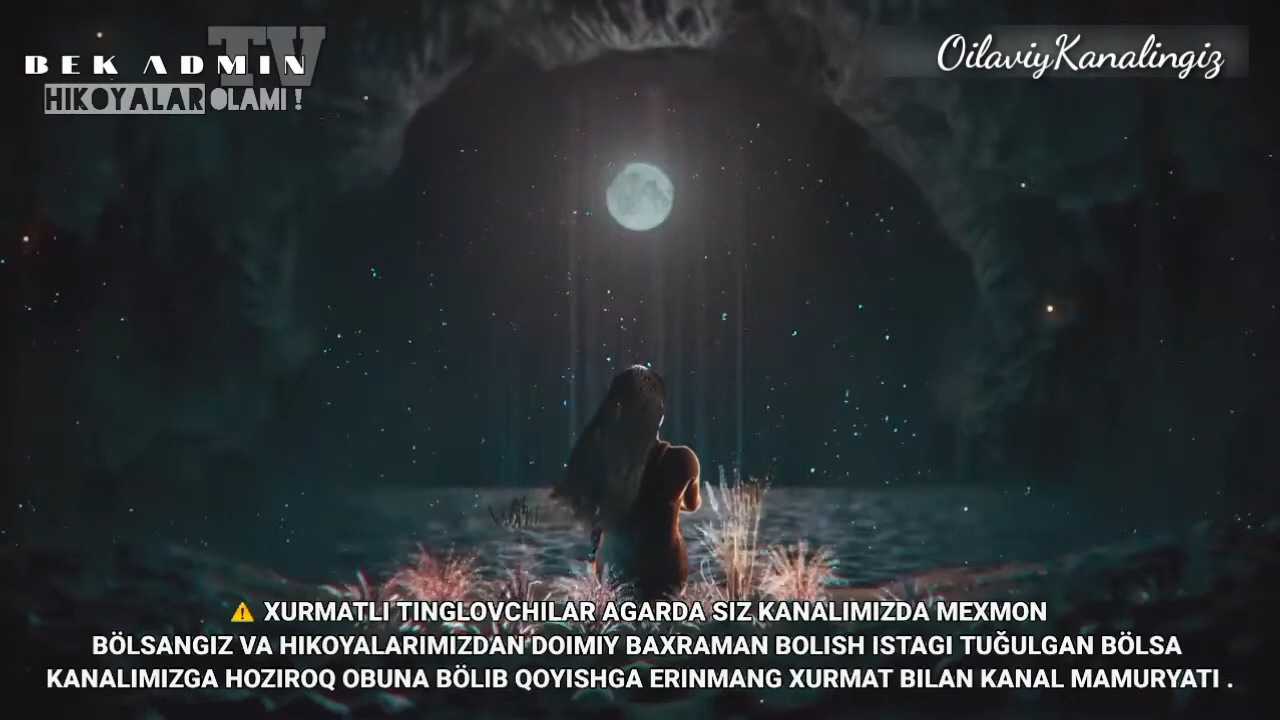 TV
BEK ADMIN
HIKOYALAR OLAMI !
OilaviyKanalingiz
⚠️ XURMATLI TINGLOVCHILAR AGARDA SIZ KANALIMIZDA MEXMON
BÖLSANGIZ VA HIKOYALARIMIZDAN DOIMIY BAXRAMAN BOLISH ISTAGI TUĞULGAN BÖLSA
KANALIMIZGA HOZIROQ OBUNA BÖLIB QOYISHGA ERINMANG XURMAT BILAN KANAL MAMURYATI .